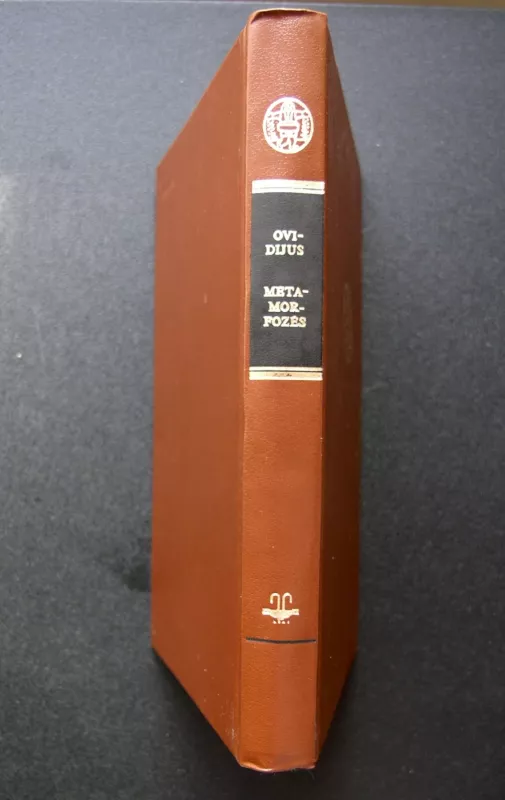 OVI-
DIJUS
META-
MOR-
FOZĖS